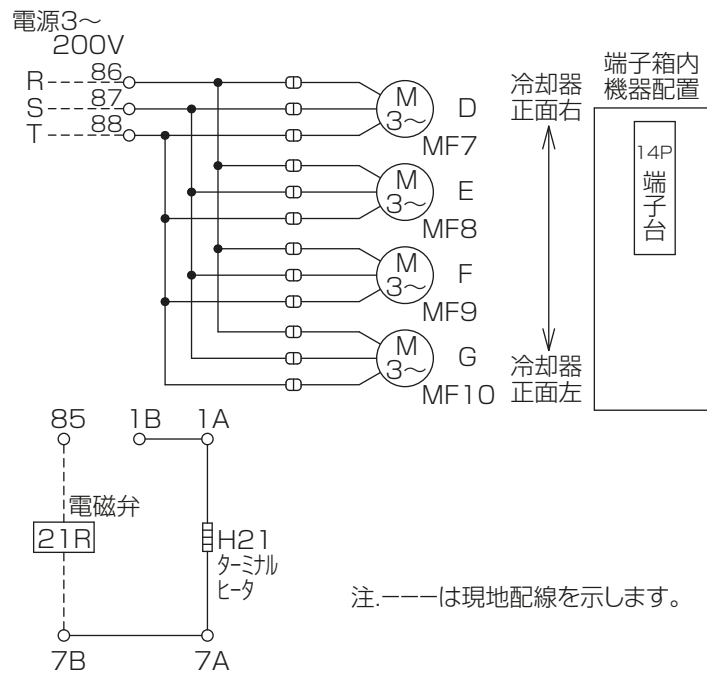 電源3～
200V
R
86
S
87
T
88
M
3～
D
MF7
M
3～
E
MF8
M
3～
F
MF9
M
3～
G
MF10
冷却器
正面右
冷却器
正面左
端子箱内
機器配置
14P
端子台
85
1B
1A
電磁弁
21R
H21
ターミナル
ヒータ
7B
7A
注.−−−は現地配線を示します。